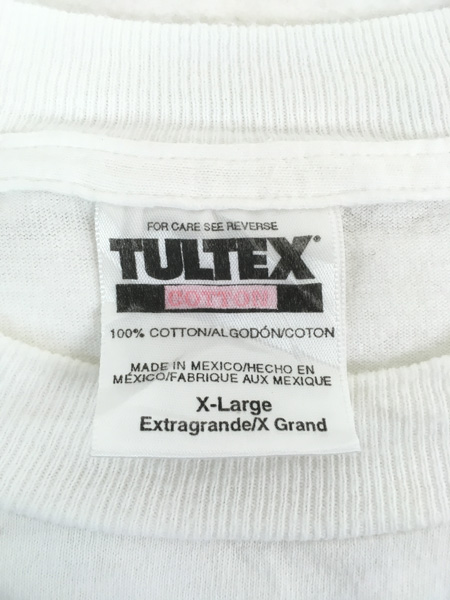 FOR CARE SEE REVERSE
TULTEX®
COTTON
100% COTTON/ALGODÓN/COTON
MADE IN MEXICO/HECHO EN
MÉXICO/FABRIQUE AUX MEXIQUE
X-Large
Extragrande/X Grand